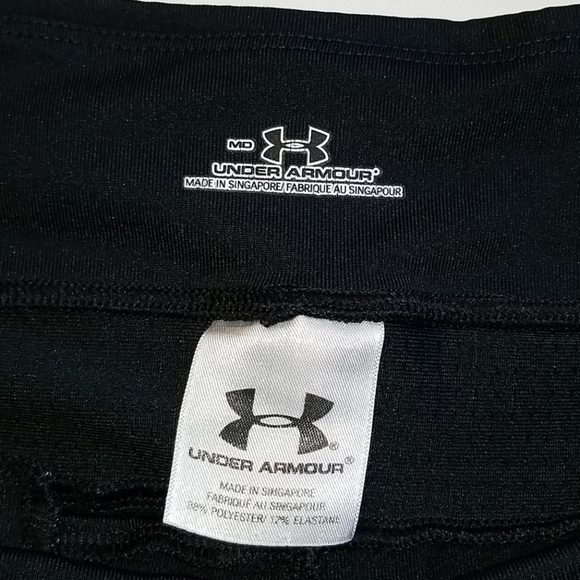 MD
UNDER ARMOUR®
MADE IN SINGAPORE/ FABRIQUE AU SINGAPOUR
UNDER ARMOUR®
MADE IN SINGAPORE
FABRIQUÉ AU SINGAPOUR
88% POLYESTER/ 12% ELASTANE